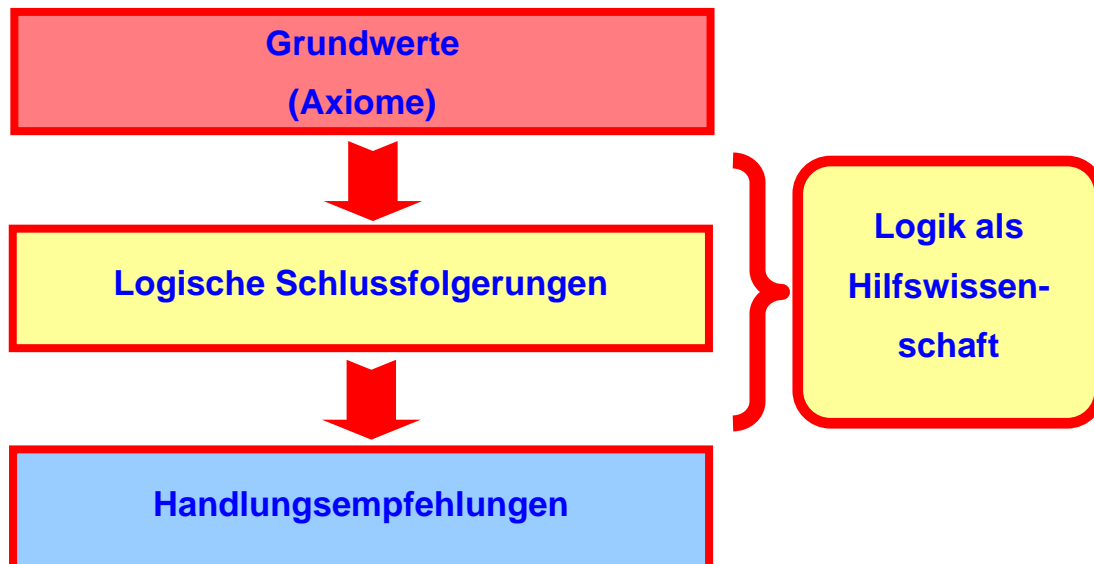 Grundwerte
(Axiome)
Logische Schlussfolgerungen
Logik als
Hilfswissen-
schaft
Handlungsempfehlungen